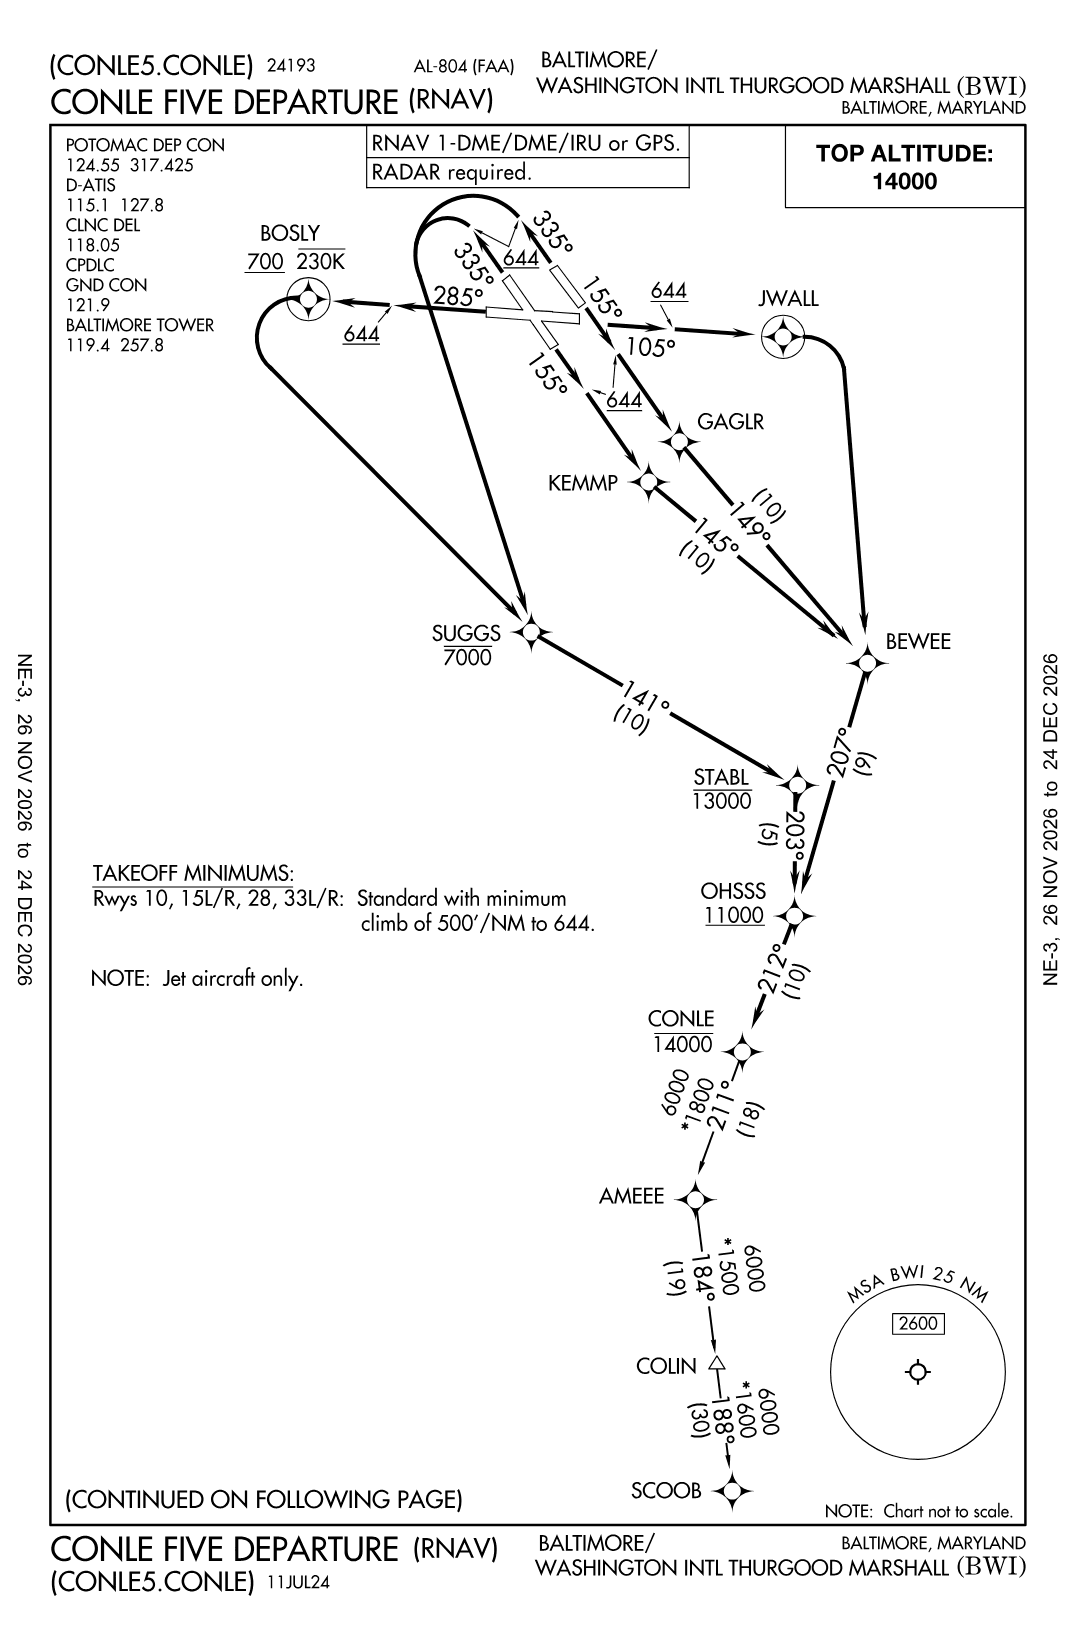 (CONLE5.CONLE) 24193
AL-804 (FAA)
BALTIMORE/
WASHINGTON INTL THURGOOD MARSHALL (BWI)
CONLE FIVE DEPARTURE (RNAV)
BALTIMORE, MARYLAND
POTOMAC DEP CON
124.55 317.425
D-ATIS
115.1 127.8
CLNC DEL
118.05
CPDLC
GND CON
121.9
BALTIMORE TOWER
119.4 257.8
RNAV 1-DME/DME/IRU or GPS.
RADAR required.
TOP ALTITUDE:
14000
BOSLY
700 230K
335°
335°
644
285°
644
155°
644
105°
JWALL
155°
644
GAGLR
KEMMP
(10)
149°
145°
(10)
SUGGS
7000
BEWEE
141°
(10)
207°
(9)
STABL
13000
203°
(5)
TAKEOFF MINIMUMS:
Rwys 10, 15L/R, 28, 33L/R: Standard with minimum
climb of 500'/NM to 644.
OHSSS
11000
NOTE: Jet aircraft only.
212°
(10)
CONLE
14000
6000
*1800
211°
(18)
AMEEE
6000
*1500
184°
(19)
MSA BWI 25 NM
2600
COLIN
6000
*1600
188°
(30)
SCOOB
(CONTINUED ON FOLLOWING PAGE)
NOTE: Chart not to scale.
CONLE FIVE DEPARTURE (RNAV)
(CONLE5.CONLE) 11JUL24
BALTIMORE/
WASHINGTON INTL THURGOOD MARSHALL (BWI)
BALTIMORE, MARYLAND
NE-3, 26 NOV 2026 to 24 DEC 2026
NE-3, 26 NOV 2026 to 24 DEC 2026